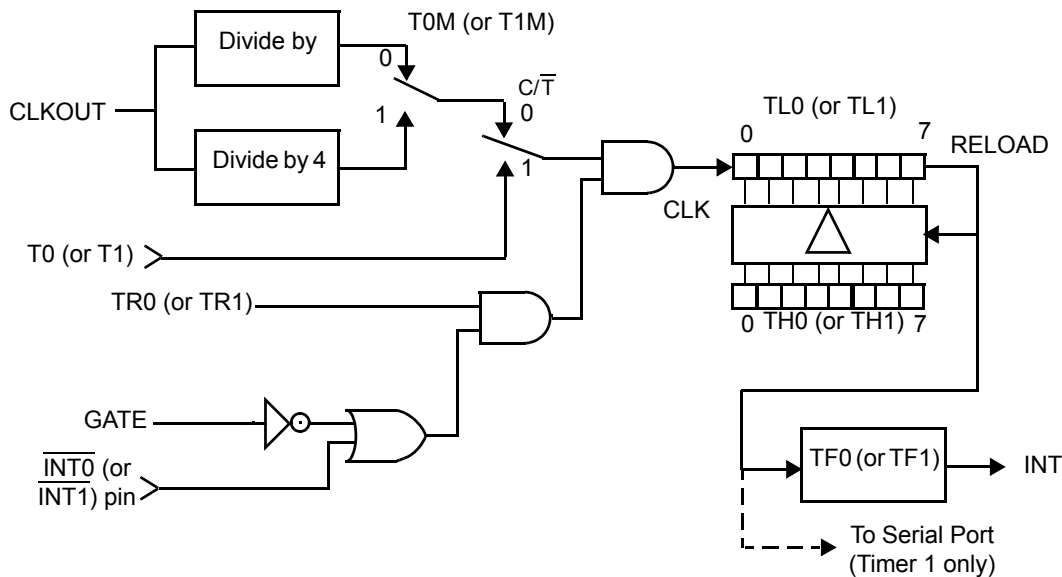 T0M (or T1M)
Divide by
0
CLKOUT
1
Divide by 4
C/T̅
0
1
TL0 (or TL1)
0
7
RELOAD
CLK
T0 (or T1)
TR0 (or TR1)
0
TH0 (or TH1)
7
GATE
I̅N̅T̅0̅ (or
I̅N̅T̅1̅) pin
TF0 (or TF1)
INT
To Serial Port
(Timer 1 only)